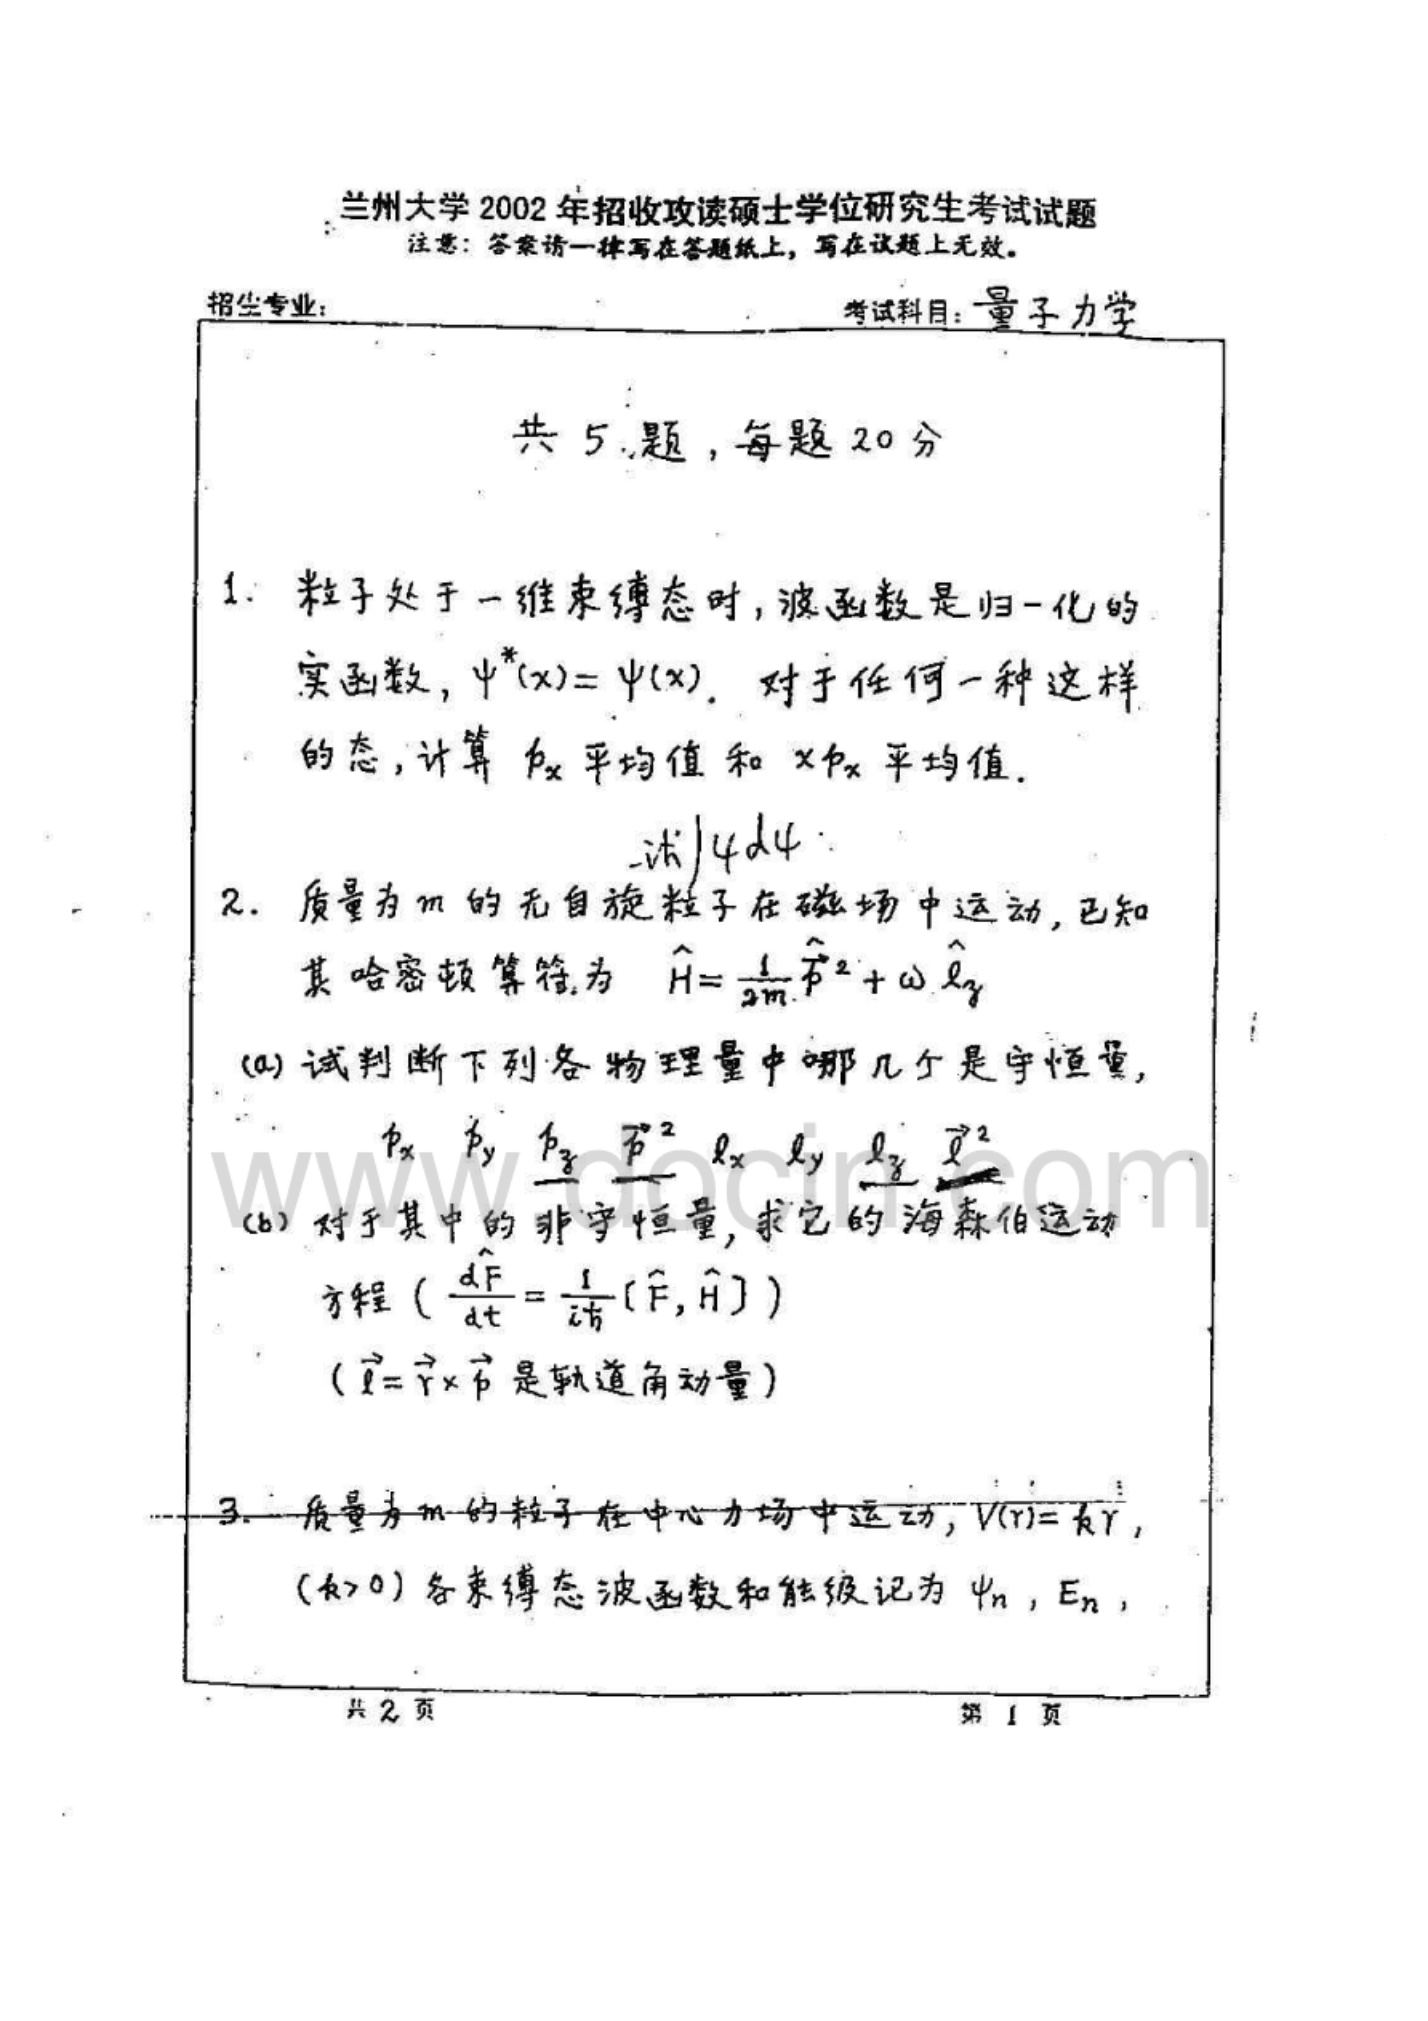 兰州大学 2002 年招收攻读硕士学位研究生考试试题
注意：答案请一律写在答题纸上，写在试题上无效。
招生专业：
考试科目：量子力学
共 5 题，每题 20 分
1. 粒子处于一维束缚态时，波函数是归一化的
实函数，ψ*(x)=ψ(x)．对于任何一种这样
的态，计算 pₓ 平均值和 xpₓ 平均值．
-iħ∫ψdψ
2. 质量为 m 的无自旋粒子在磁场中运动，已知
其哈密顿算符为 Ĥ= 1/2m p̂⃗² + ω l̂z
(a) 试判断下列各物理量中哪几个是守恒量，
px py pz p⃗² lx ly lz l⃗²
(b) 对于其中的非守恒量，求它的海森伯运动
方程 ( dF̂/dt = 1/iħ [F̂, Ĥ] )
( l⃗ = r⃗ × p⃗ 是轨道角动量 )
3. 质量为 m 的粒子在中心力场中运动，V(r)= kr，
(k>0) 各束缚态波函数和能级记为 ψn，En，
共 2 页
第 1 页
www.docin.com